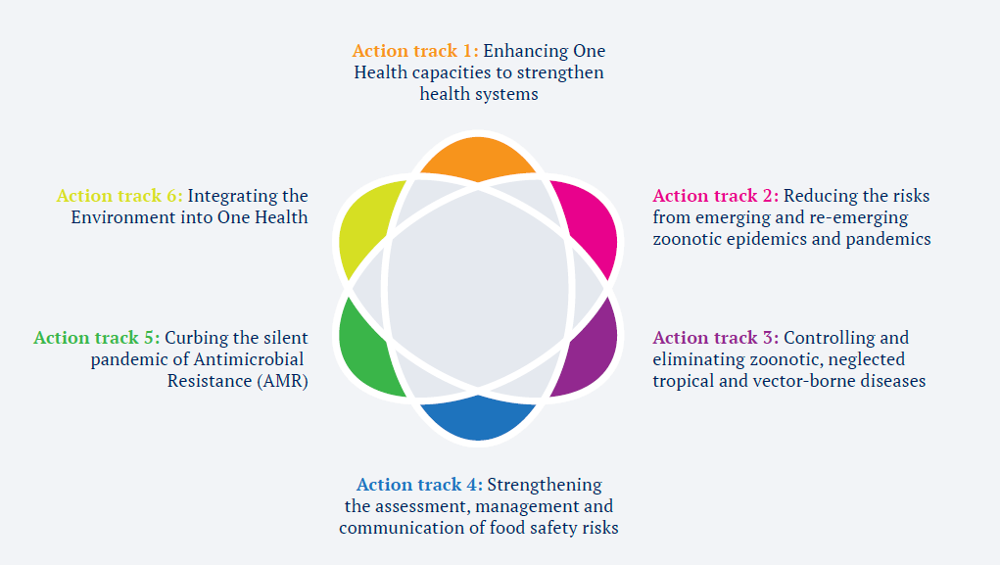 Action track 1: Enhancing One
Health capacities to strengthen
health systems
Action track 2: Reducing the risks
from emerging and re-emerging
zoonotic epidemics and pandemics
Action track 3: Controlling and
eliminating zoonotic, neglected
tropical and vector-borne diseases
Action track 4: Strengthening
the assessment, management and
communication of food safety risks
Action track 5: Curbing the silent
pandemic of Antimicrobial
Resistance (AMR)
Action track 6: Integrating the
Environment into One Health